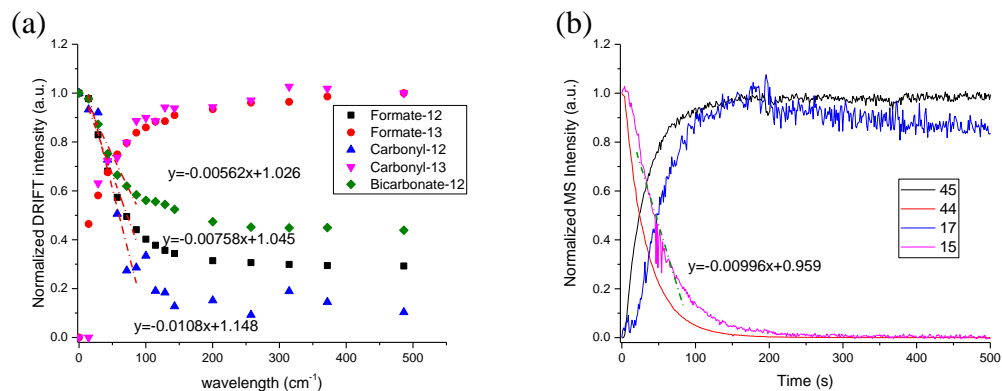 (a)
Normalized DRIFT intensity (a.u.)
1.2
1.0
0.8
0.6
0.4
0.2
0.0
Formate-12
Formate-13
Carbonyl-12
Carbonyl-13
Bicarbonate-12
y=-0.00562x+1.026
y=-0.00758x+1.045
y=-0.0108x+1.148
0 100 200 300 400 500 600
wavelength (cm⁻¹)
(b)
Normalized MS Intensity (a.u.)
1.2
1.0
0.8
0.6
0.4
0.2
0.0
45
44
17
15
y=-0.00996x+0.959
0 100 200 300 400 500
Time (s)